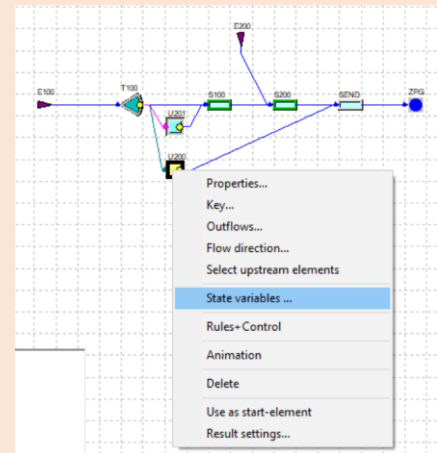 E200
E100
T100
U201
S100
S200
SEND
ZPG
U200
Properties...
Key...
Outflows...
Flow direction...
Select upstream elements
State variables ...
Rules+Control
Animation
Delete
Use as start-element
Result settings...